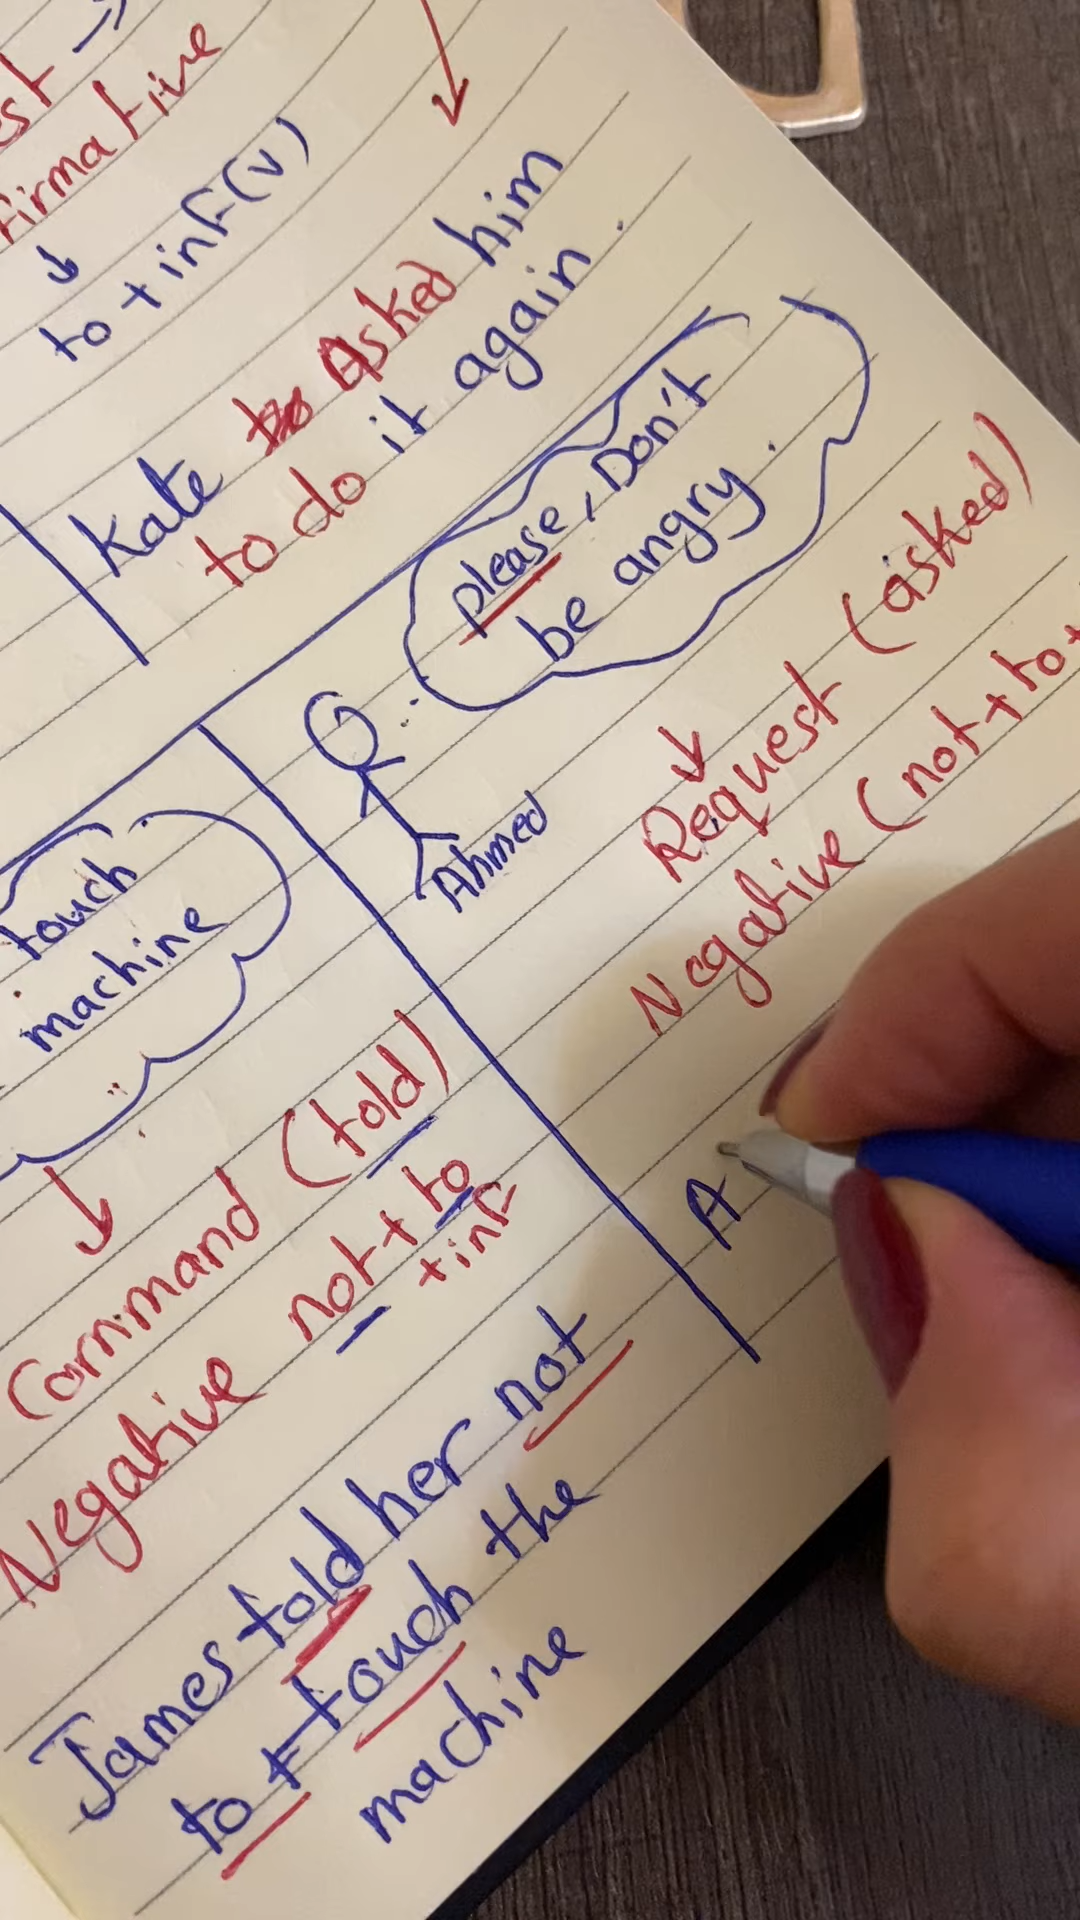 firmative
to + inf(v)
Kate Asked him
to do it again.
please, Don't
be angry.
Ahmed
Request (asked)
Negative (not + to +
touch
machine
Command (told)
Negative not + to
+ inf
James told her not
to touch the
machine
A